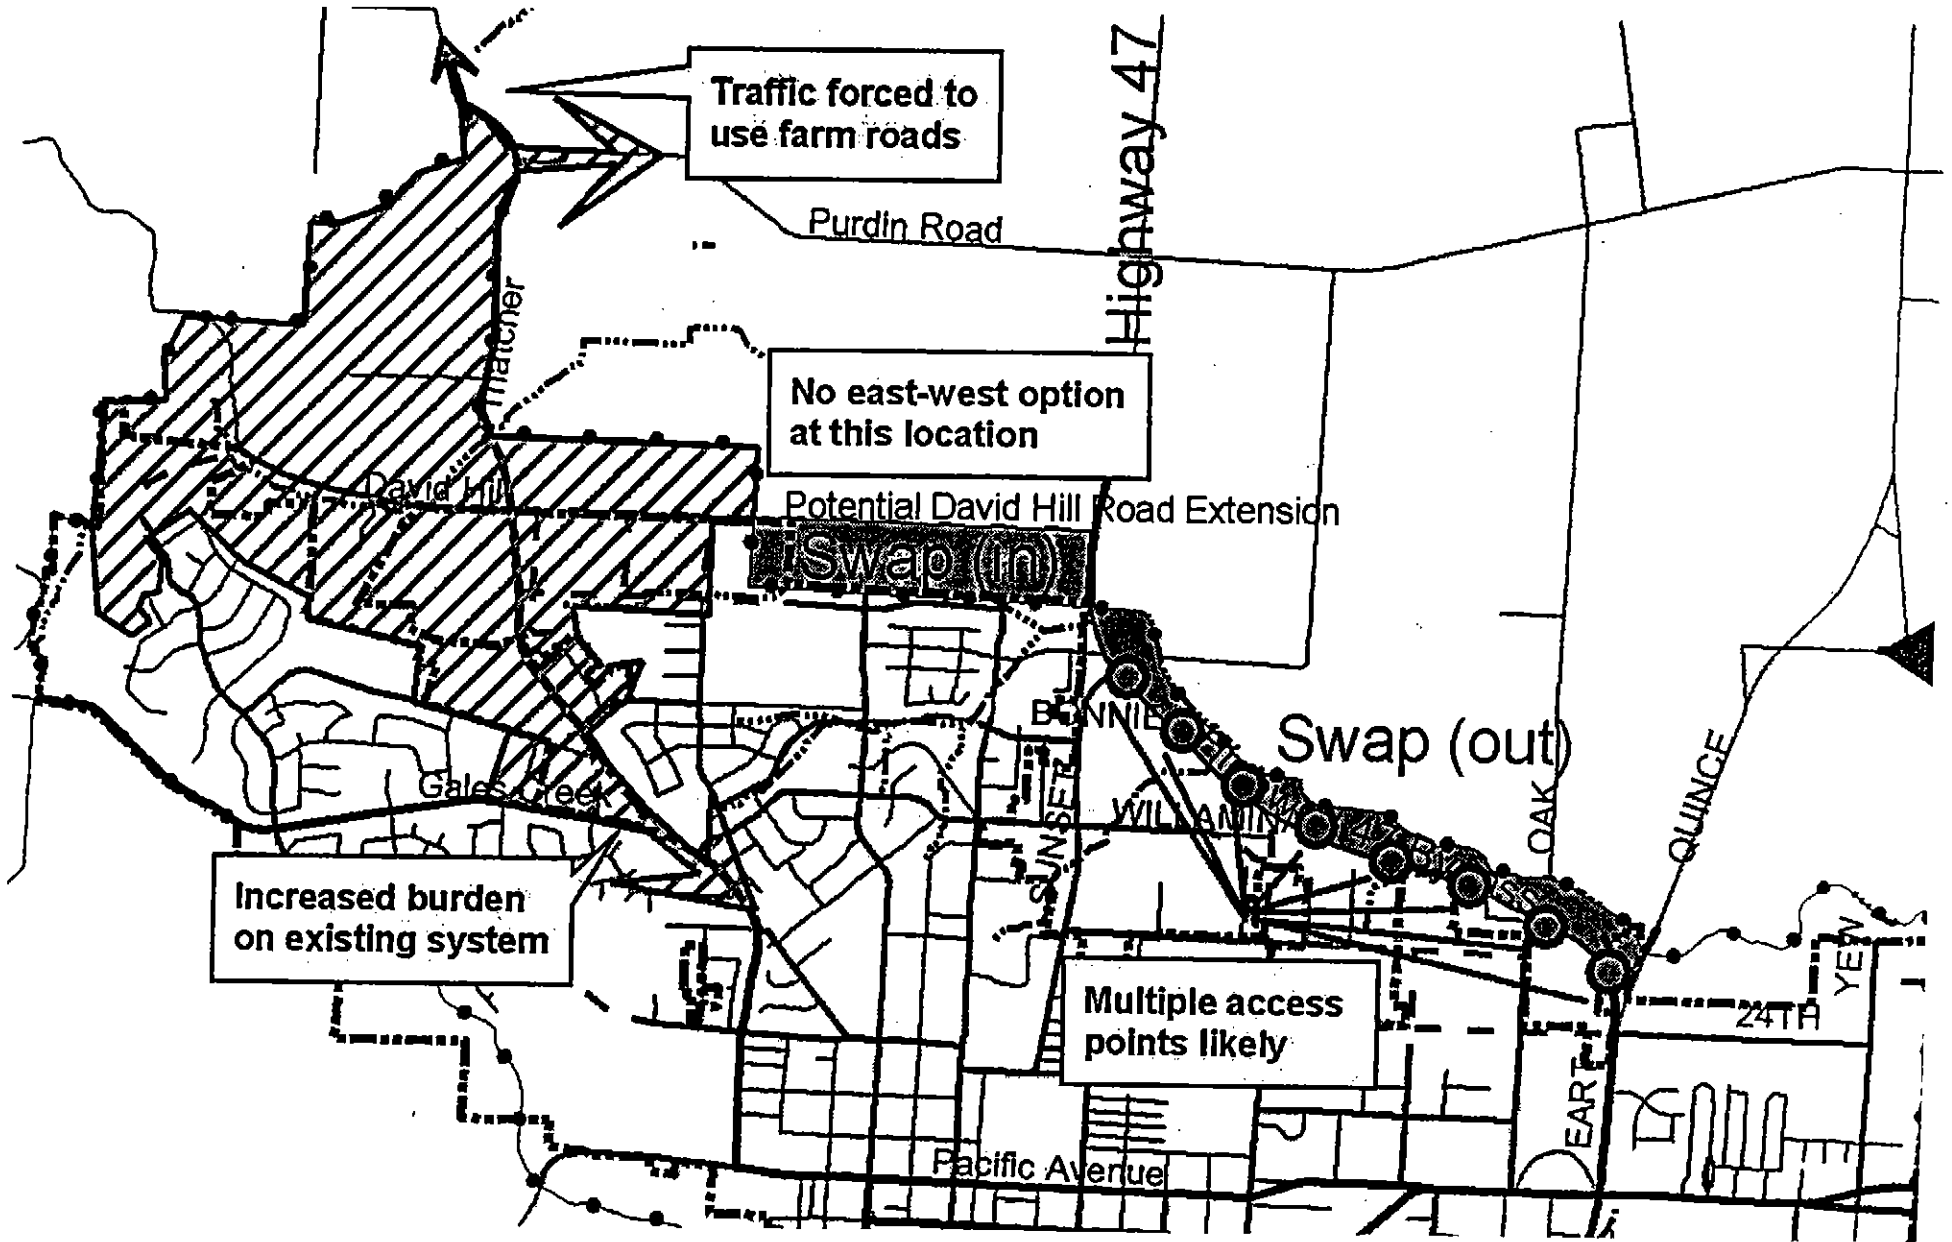 Traffic forced to
use farm roads
Highway 47
Purdin Road
Thatcher
No east-west option
at this location
David Hill
Potential David Hill Road Extension
Swap (in)
Swap (out)
BONNIE
WILLAMINA
SUNSET
OAK
QUINCE
Gales Creek
Increased burden
on existing system
Multiple access
points likely
YEW
24TH
Pacific Avenue